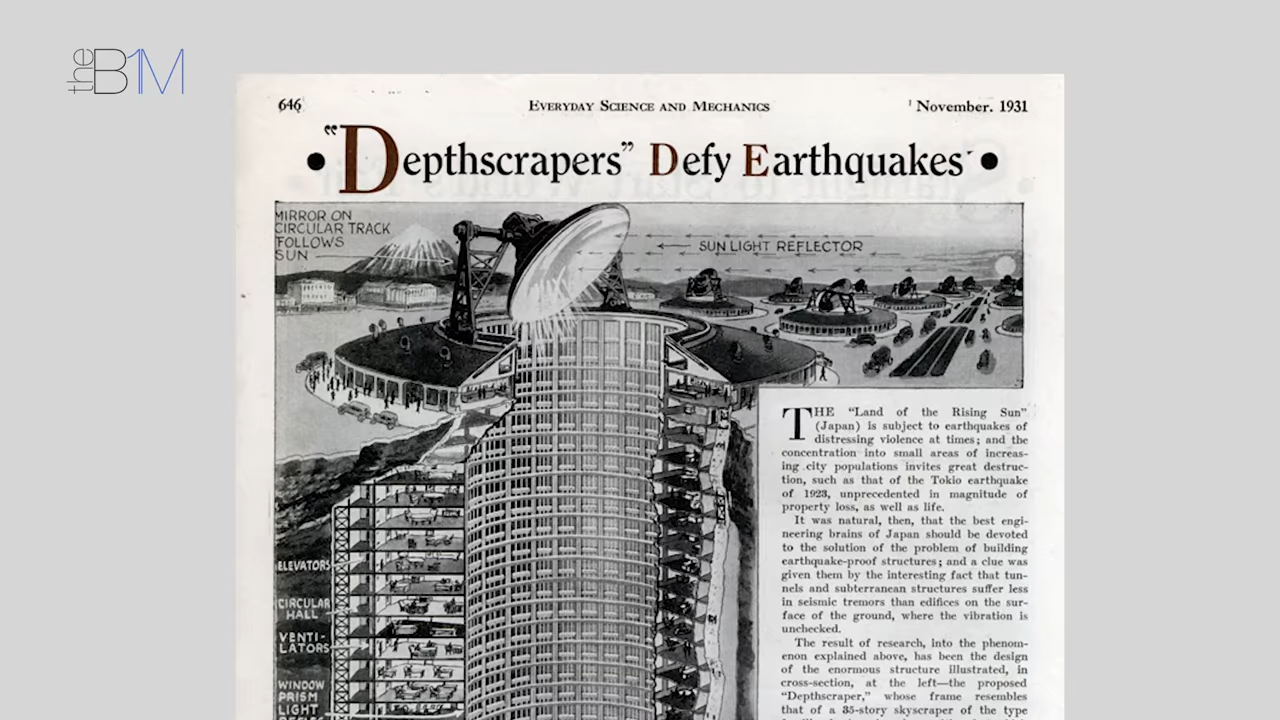 the B1M
646 EVERYDAY SCIENCE AND MECHANICS November. 1931
• "Depthscrapers" Defy Earthquakes •
MIRROR ON
CIRCULAR TRACK
FOLLOWS
SUN
SUN LIGHT REFLECTOR
ELEVATORS
CIRCULAR
HALL
VENTI-
LATORS
WINDOW
PRISM
LIGHT
THE "Land of the Rising Sun"
(Japan) is subject to earthquakes of
distressing violence at times; and the
concentration into small areas of increas-
ing city populations invites great destruc-
tion, such as that of the Tokio earthquake
of 1923, unprecedented in magnitude of
property loss, as well as life.
It was natural, then, that the best engi-
neering brains of Japan should be devoted
to the solution of the problem of building
earthquake-proof structures; and a clue was
given them by the interesting fact that tun-
nels and subterranean structures suffer less
in seismic tremors than edifices on the sur-
face of the ground, where the vibration is
unchecked.
The result of research, into the phenom-
enon explained above, has been the design
of the enormous structure illustrated, in
cross-section, at the left—the proposed
"Depthscraper," whose frame resembles
that of a 35-story skyscraper of the type